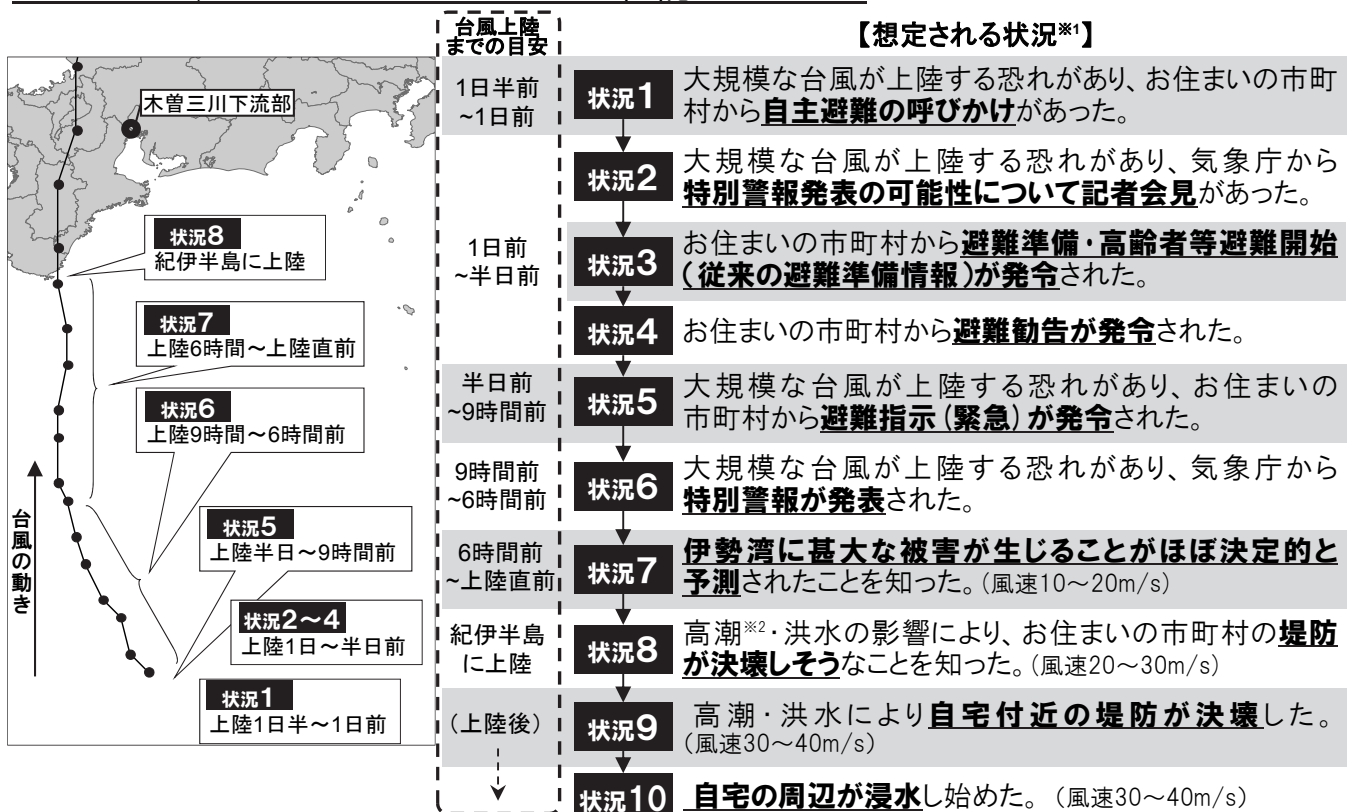 台風上陸
までの目安
【想定される状況※1】
木曽三川下流部
状況8
紀伊半島に上陸
状況7
上陸6時間～上陸直前
状況6
上陸9時間～6時間前
状況5
上陸半日～9時間前
状況2～4
上陸1日～半日前
状況1
上陸1日半～1日前
台風の動き
1日半前
~1日前
状況1
大規模な台風が上陸する恐れがあり、お住まいの市町
村から自主避難の呼びかけがあった。
1日前
~半日前
状況2
大規模な台風が上陸する恐れがあり、気象庁から
特別警報発表の可能性について記者会見があった。
状況3
お住まいの市町村から避難準備・高齢者等避難開始
(従来の避難準備情報)が発令された。
状況4
お住まいの市町村から避難勧告が発令された。
半日前
~9時間前
状況5
大規模な台風が上陸する恐れがあり、お住まいの
市町村から避難指示(緊急)が発令された。
9時間前
~6時間前
状況6
大規模な台風が上陸する恐れがあり、気象庁から
特別警報が発表された。
6時間前
~上陸直前
状況7
伊勢湾に甚大な被害が生じることがほぼ決定的と
予測されたことを知った。(風速10～20m/s)
紀伊半島
に上陸
状況8
高潮※2・洪水の影響により、お住まいの市町村の堤防
が決壊しそうなことを知った。(風速20～30m/s)
(上陸後)
状況9
高潮・洪水により自宅付近の堤防が決壊した。
(風速30～40m/s)
状況10
自宅の周辺が浸水し始めた。(風速30～40m/s)